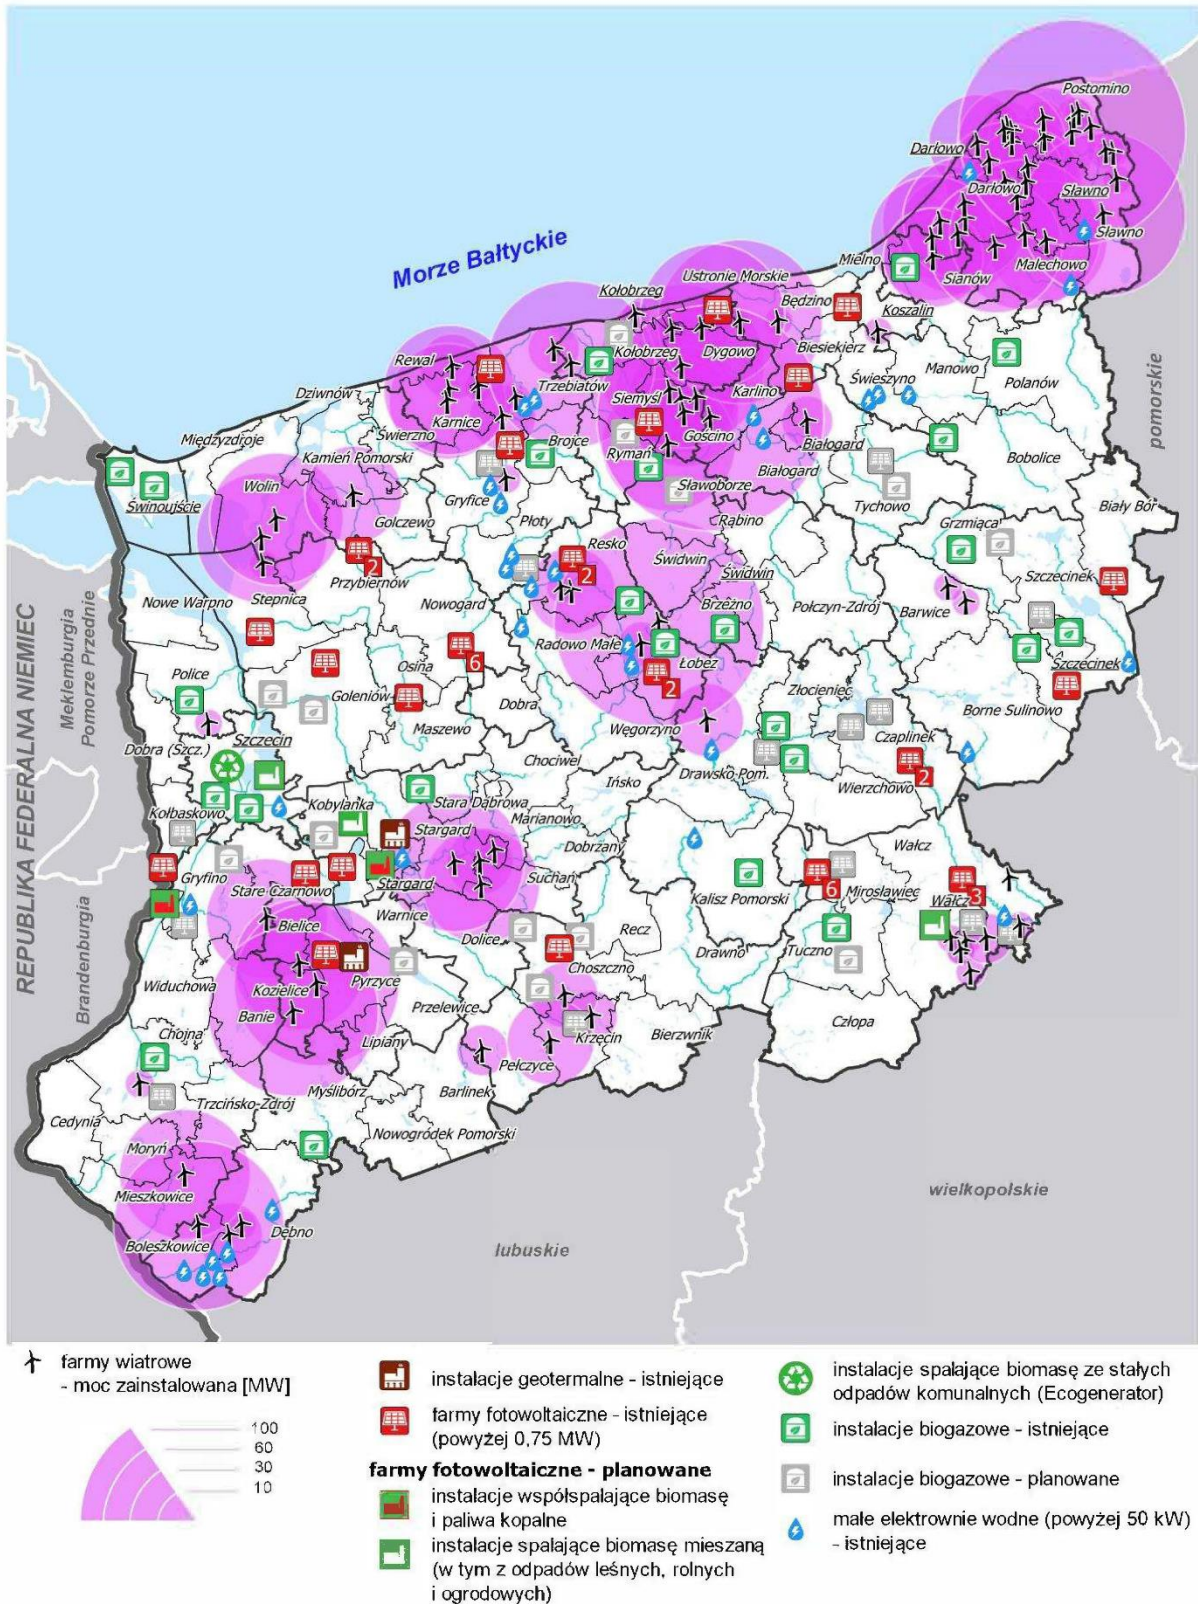 Postomino
Darłowo
Darłowo
Sławno
Sławno
Mielno
Sianów
Malechowo
Morze Bałtyckie
Ustronie Morskie
Kołobrzeg
Będzino
Koszalin
Rewal
Kołobrzeg
Dygowo
Biesiekierz
Manowo
Polanów
Trzebiatów
Siemyśl
Karlino
Świeszyno
pomorskie
Dziwnów
Karnice
Świerzno
Brojce
Gościno
Rymań
Białogard
Białogard
Bobolice
Międzyzdroje
Kamień Pomorski
Świnoujście
Wolin
Gryfice
Sławoborze
Tychowo
Biały Bór
Golczewo
Płoty
Rąbino
Grzmiąca
Przybiernów
2
Resko
2
Świdwin
Świdwin
Szczecinek
Nowe Warpno
Stepnica
Nowogard
Brzeżno
Połczyn-Zdrój
Barwice
Radowo Małe
Osina
6
Łobez
2
Szczecinek
Police
Goleniów
Złocieniec
Borne Sulinowo
Maszewo
Dobra
Węgorzyno
Czaplinek
Szczecin
Dobra (Szcz.)
Chociwel
Ińsko
Drawsko Pom.
2
Wierzchowo
Kołbaskowo
Kobylanka
Stara Dąbrowa
Marianowo
Stargard
Dobrzany
Wałcz
Gryfino
Stare Czarnowo
Stargard
Suchań
Kalisz Pomorski
6
Mirosławiec
3
Wałcz
REPUBLIKA FEDERALNA NIEMIEC
Meklemburgia
Pomorze Przednie
Brandenburgia
Bielice
Warnice
Dolice
Recz
Drawno
Tuczno
Widuchowa
Kozielice
Pyrzyce
Choszczno
Banie
Przelewice
Człopa
Chojna
Lipiany
Krzęcin
Bierzwnik
Pełczyce
Myślibórz
Barlinek
Cedynia
Trzcińsko-Zdrój
Nowogródek Pomorski
Moryń
Mieszkowice
wielkopolskie
Boleszkowice
Dębno
lubuskie
farmy wiatrowe
- moc zainstalowana [MW]
100
60
30
10
instalacje geotermalne - istniejące
farmy fotowoltaiczne - istniejące
(powyżej 0,75 MW)
farmy fotowoltaiczne - planowane
instalacje współspalające biomasę
i paliwa kopalne
instalacje spalające biomasę mieszaną
(w tym z odpadów leśnych, rolnych
i ogrodowych)
instalacje spalające biomasę ze stałych
odpadów komunalnych (Ecogenerator)
instalacje biogazowe - istniejące
instalacje biogazowe - planowane
małe elektrownie wodne (powyżej 50 kW)
- istniejące